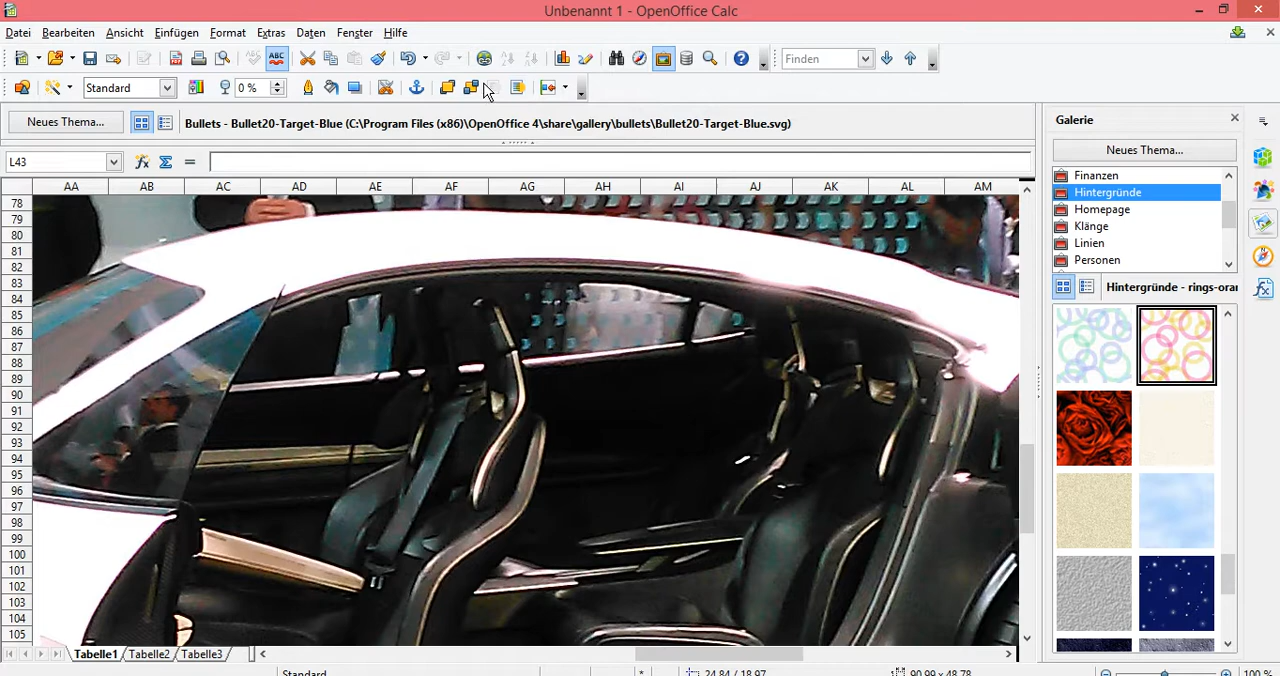 Unbenannt 1 - OpenOffice Calc
Datei Bearbeiten Ansicht Einfügen Format Extras Daten Fenster Hilfe
ABC ABC
Finden
Standard 0 %
Neues Thema... Bullets - Bullet20-Target-Blue (C:\Program Files (x86)\OpenOffice 4\share\gallery\bullets\Bullet20-Target-Blue.svg)
Galerie
L43
Neues Thema...
AA AB AC AD AE AF AG AH AI AJ AK AL AM
Finanzen
Hintergründe
Homepage
Klänge
Linien
Personen
Hintergründe - rings-orar
78
79
80
81
82
83
84
85
86
87
88
89
90
91
92
93
94
95
96
97
98
99
100
101
102
103
104
105
Tabelle1 Tabelle2 Tabelle3
Standard * 24,84 / 18,97 90,99 x 48,78 100 %